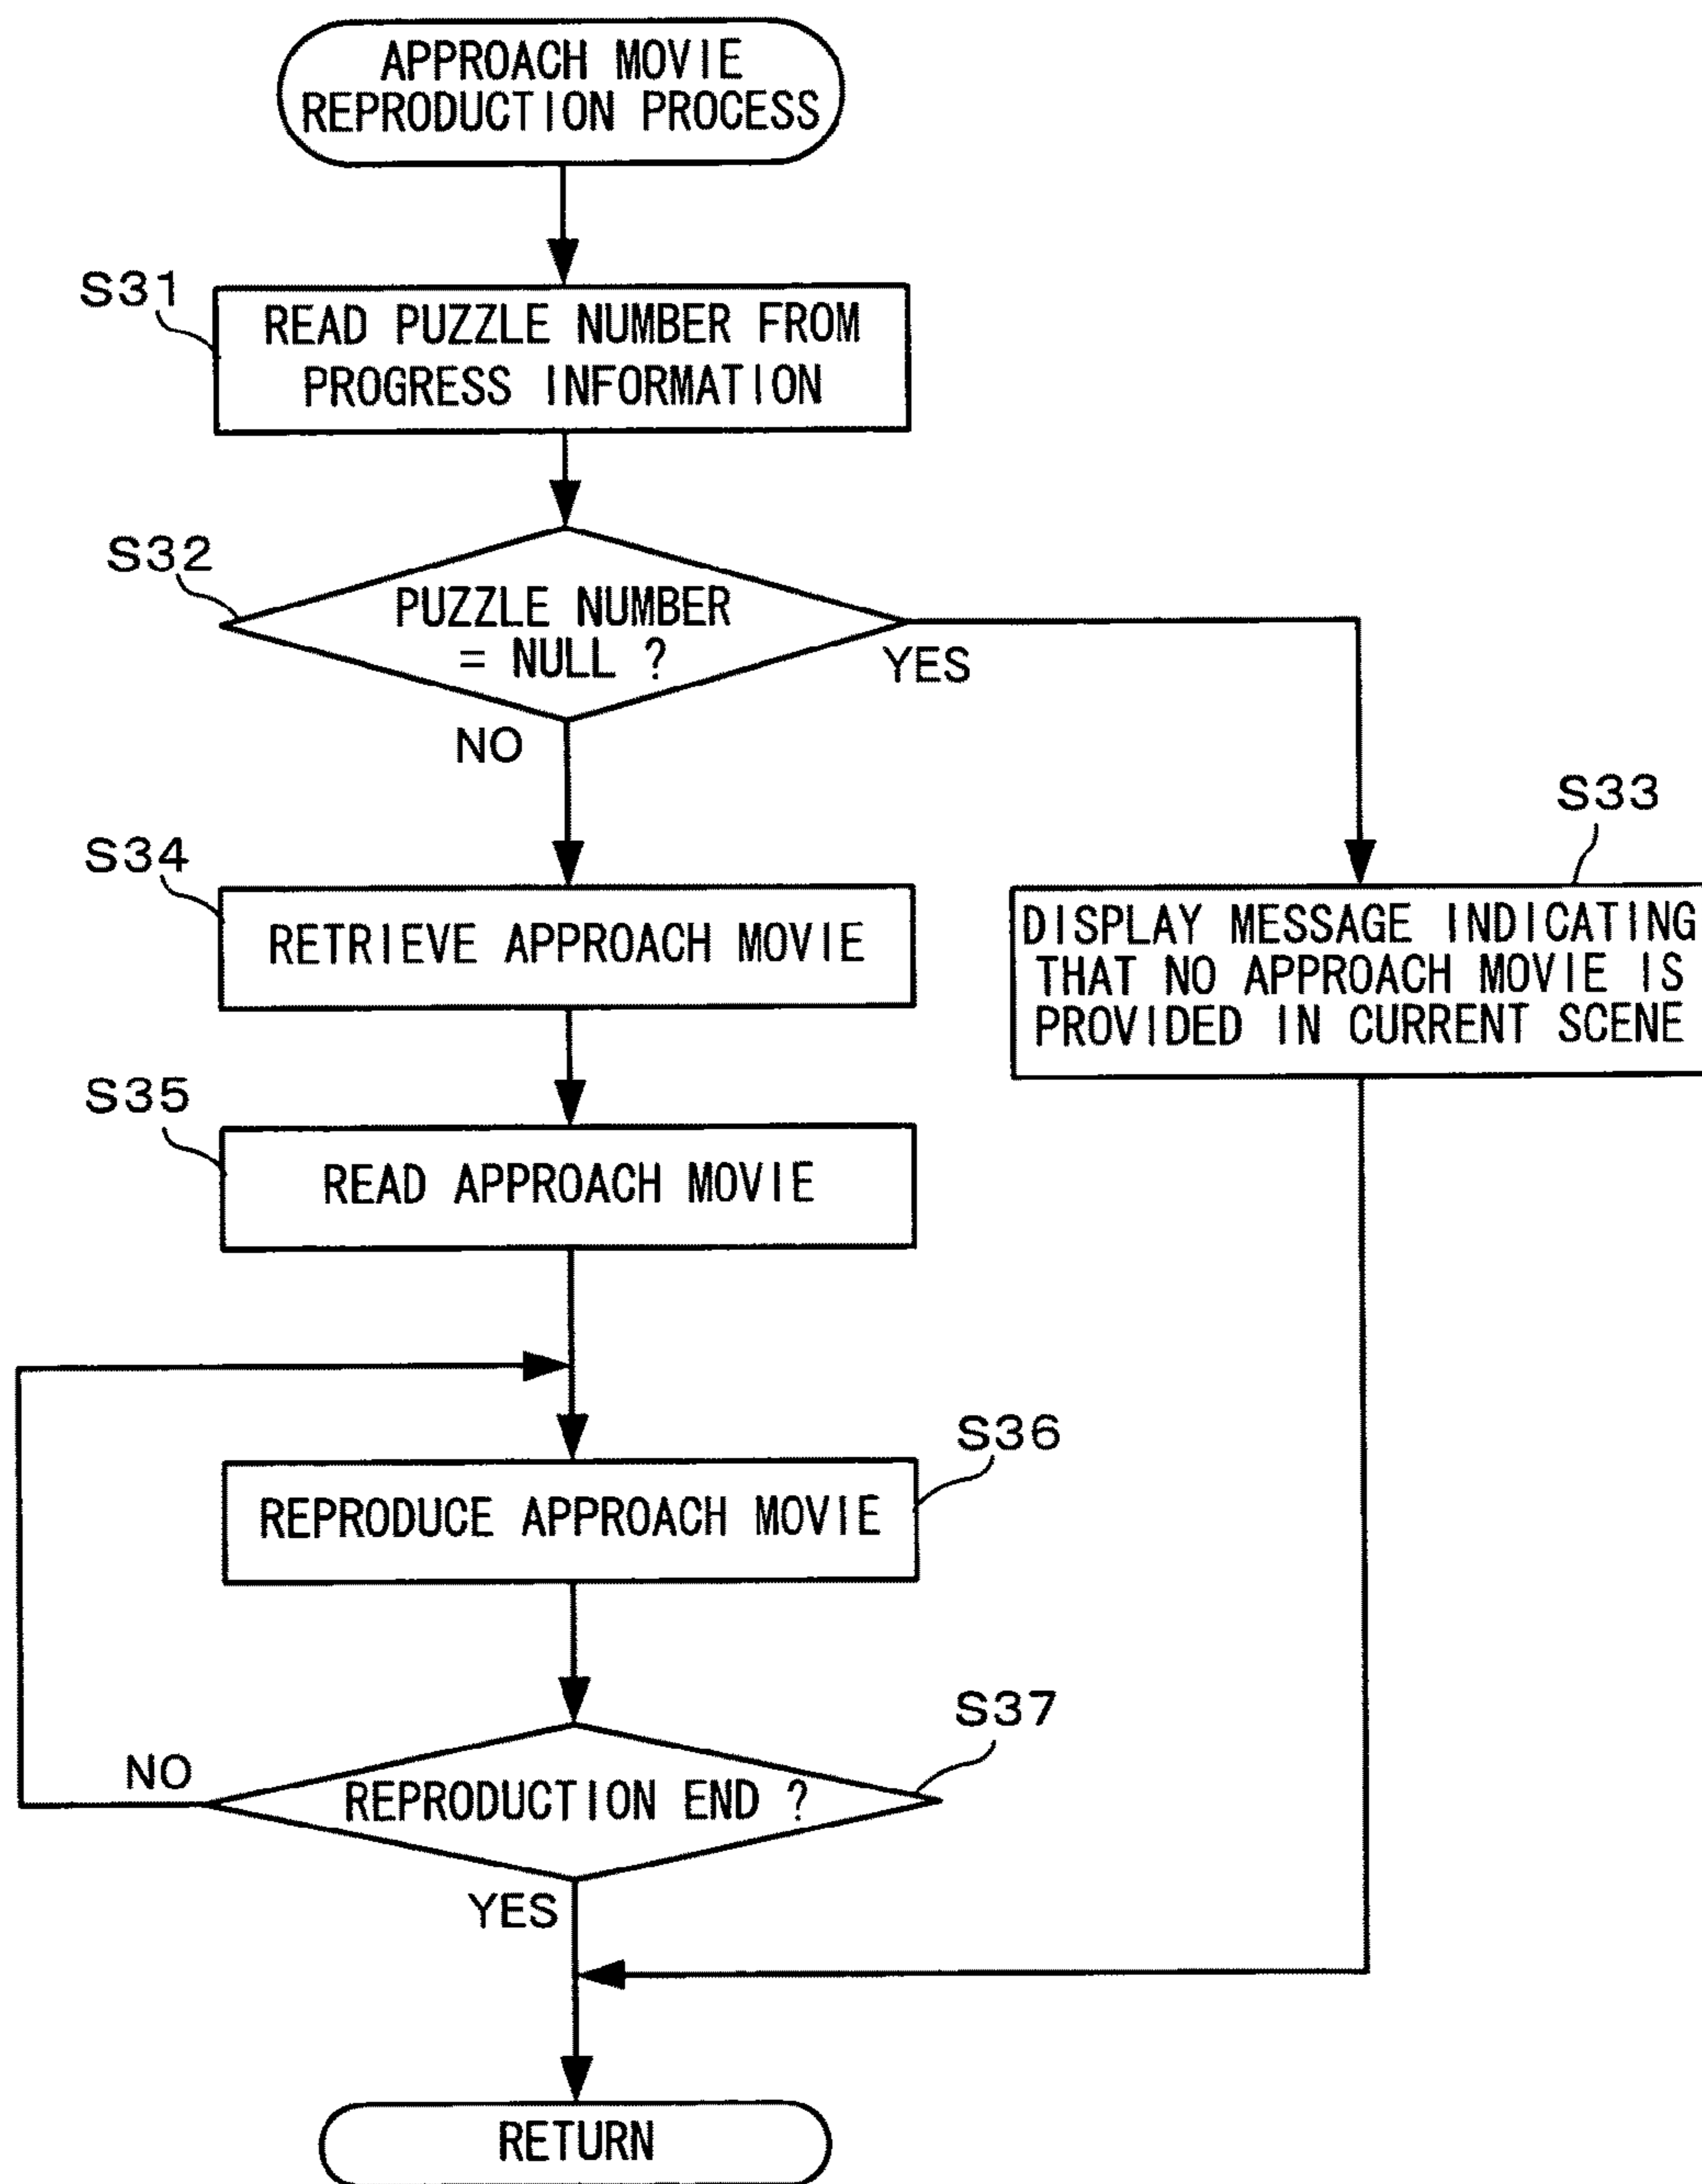 APPROACH MOVIE
REPRODUCTION PROCESS
S31
READ PUZZLE NUMBER FROM
PROGRESS INFORMATION
S32
PUZZLE NUMBER
= NULL ?
YES
NO
S33
DISPLAY MESSAGE INDICATING
THAT NO APPROACH MOVIE IS
PROVIDED IN CURRENT SCENE
S34
RETRIEVE APPROACH MOVIE
S35
READ APPROACH MOVIE
S36
REPRODUCE APPROACH MOVIE
S37
REPRODUCTION END ?
NO
YES
RETURN